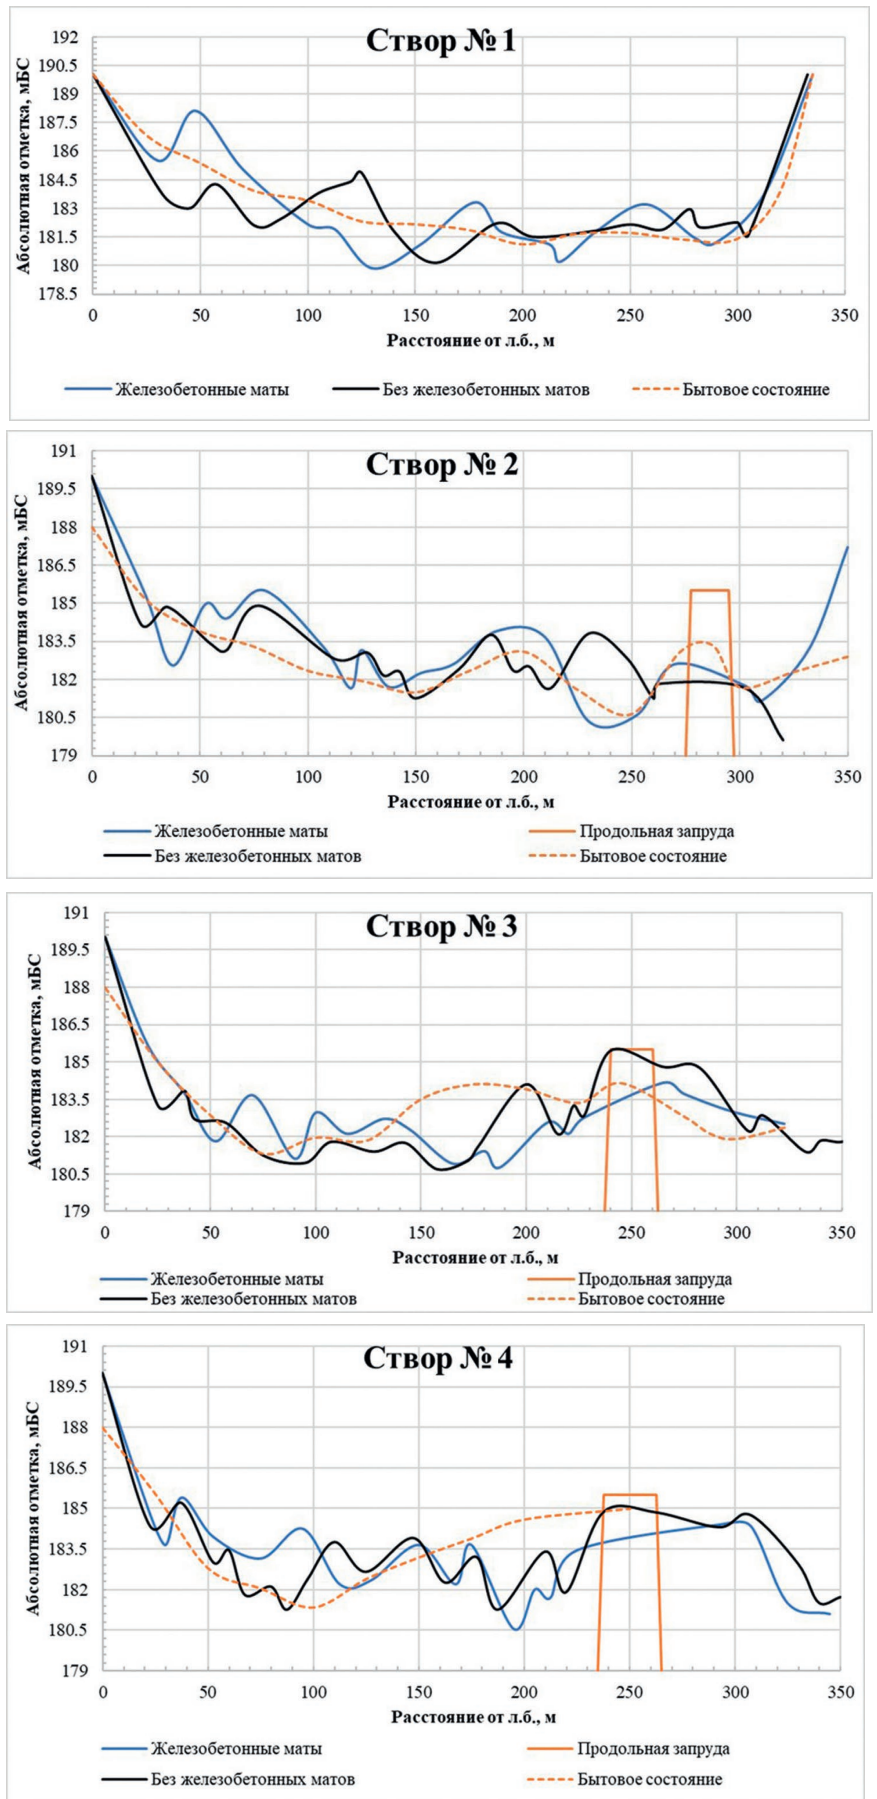 Створ № 1
Абсолютная отметка, мБС
192
190.5
189
187.5
186
184.5
183
181.5
180
178.5
0 50 100 150 200 250 300 350
Расстояние от л.б., м
Железобетонные маты Без железобетонных матов Бытовое состояние
Створ № 2
Абсолютная отметка, мБС
191
189.5
188
186.5
185
183.5
182
180.5
179
0 50 100 150 200 250 300 350
Расстояние от л.б., м
Железобетонные маты Продольная запруда
Без железобетонных матов Бытовое состояние
Створ № 3
Абсолютная отметка, мБС
191
189.5
188
186.5
185
183.5
182
180.5
179
0 50 100 150 200 250 300 350
Расстояние от л.б., м
Железобетонные маты Продольная запруда
Без железобетонных матов Бытовое состояние
Створ № 4
Абсолютная отметка, мБС
191
189.5
188
186.5
185
183.5
182
180.5
179
0 50 100 150 200 250 300 350
Расстояние от л.б., м
Железобетонные маты Продольная запруда
Без железобетонных матов Бытовое состояние